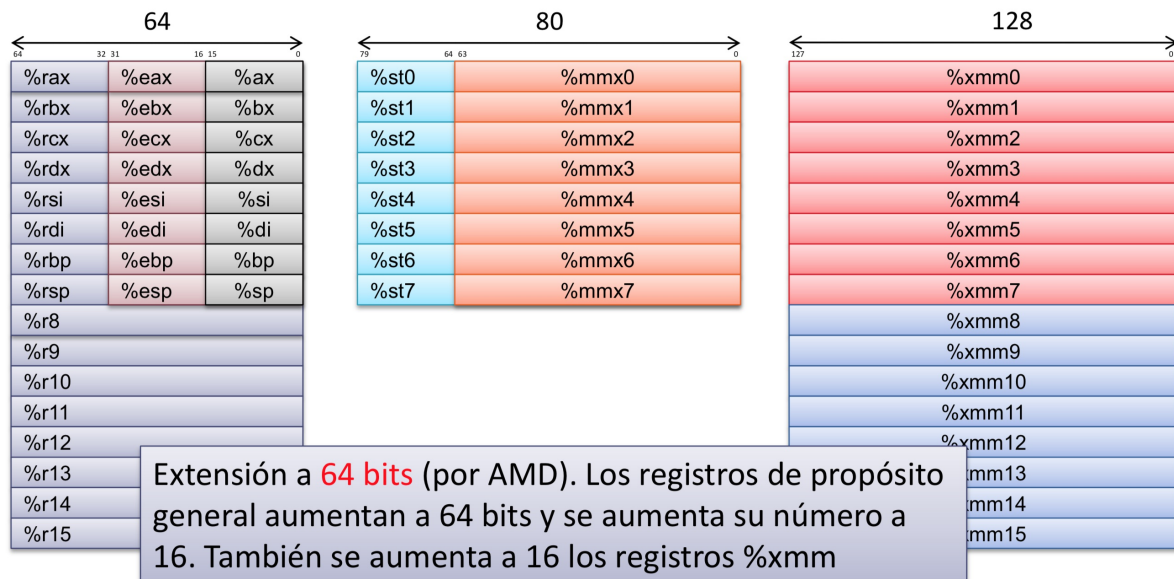 64 80 128
64 32 31 16 15 0 79 64 63 0 127 0
%rax %eax %ax %st0 %mmx0 %xmm0
%rbx %ebx %bx %st1 %mmx1 %xmm1
%rcx %ecx %cx %st2 %mmx2 %xmm2
%rdx %edx %dx %st3 %mmx3 %xmm3
%rsi %esi %si %st4 %mmx4 %xmm4
%rdi %edi %di %st5 %mmx5 %xmm5
%rbp %ebp %bp %st6 %mmx6 %xmm6
%rsp %esp %sp %st7 %mmx7 %xmm7
%r8 %xmm8
%r9 %xmm9
%r10 %xmm10
%r11 %xmm11
%r12 %xmm12
%r13 xmm13
%r14 xmm14
%r15 xmm15
Extensión a 64 bits (por AMD). Los registros de propósito
general aumentan a 64 bits y se aumenta su número a
16. También se aumenta a 16 los registros %xmm